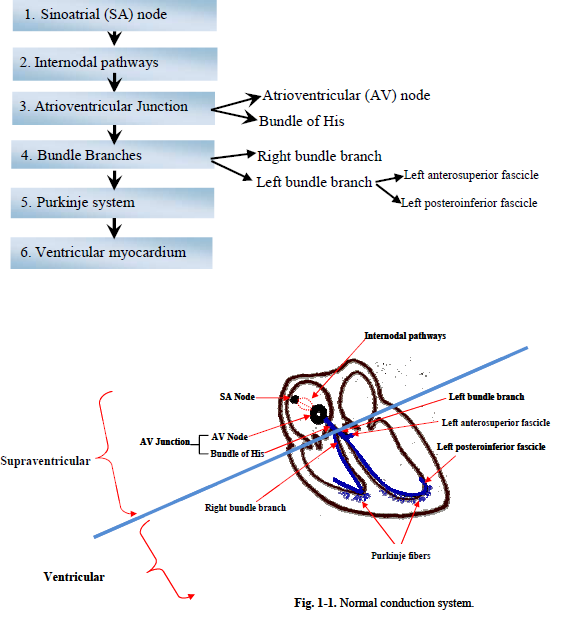 1. Sinoatrial (SA) node
2. Internodal pathways
3. Atrioventricular Junction
Atrioventricular (AV) node
Bundle of His
4. Bundle Branches
Right bundle branch
Left bundle branch
Left anterosuperior fascicle
Left posteroinferior fascicle
5. Purkinje system
6. Ventricular myocardium
Internodal pathways
SA Node
Left bundle branch
Left anterosuperior fascicle
AV Junction
AV Node
Bundle of His
Left posteroinferior fascicle
Supraventricular
Right bundle branch
Purkinje fibers
Ventricular
Fig. 1-1. Normal conduction system.